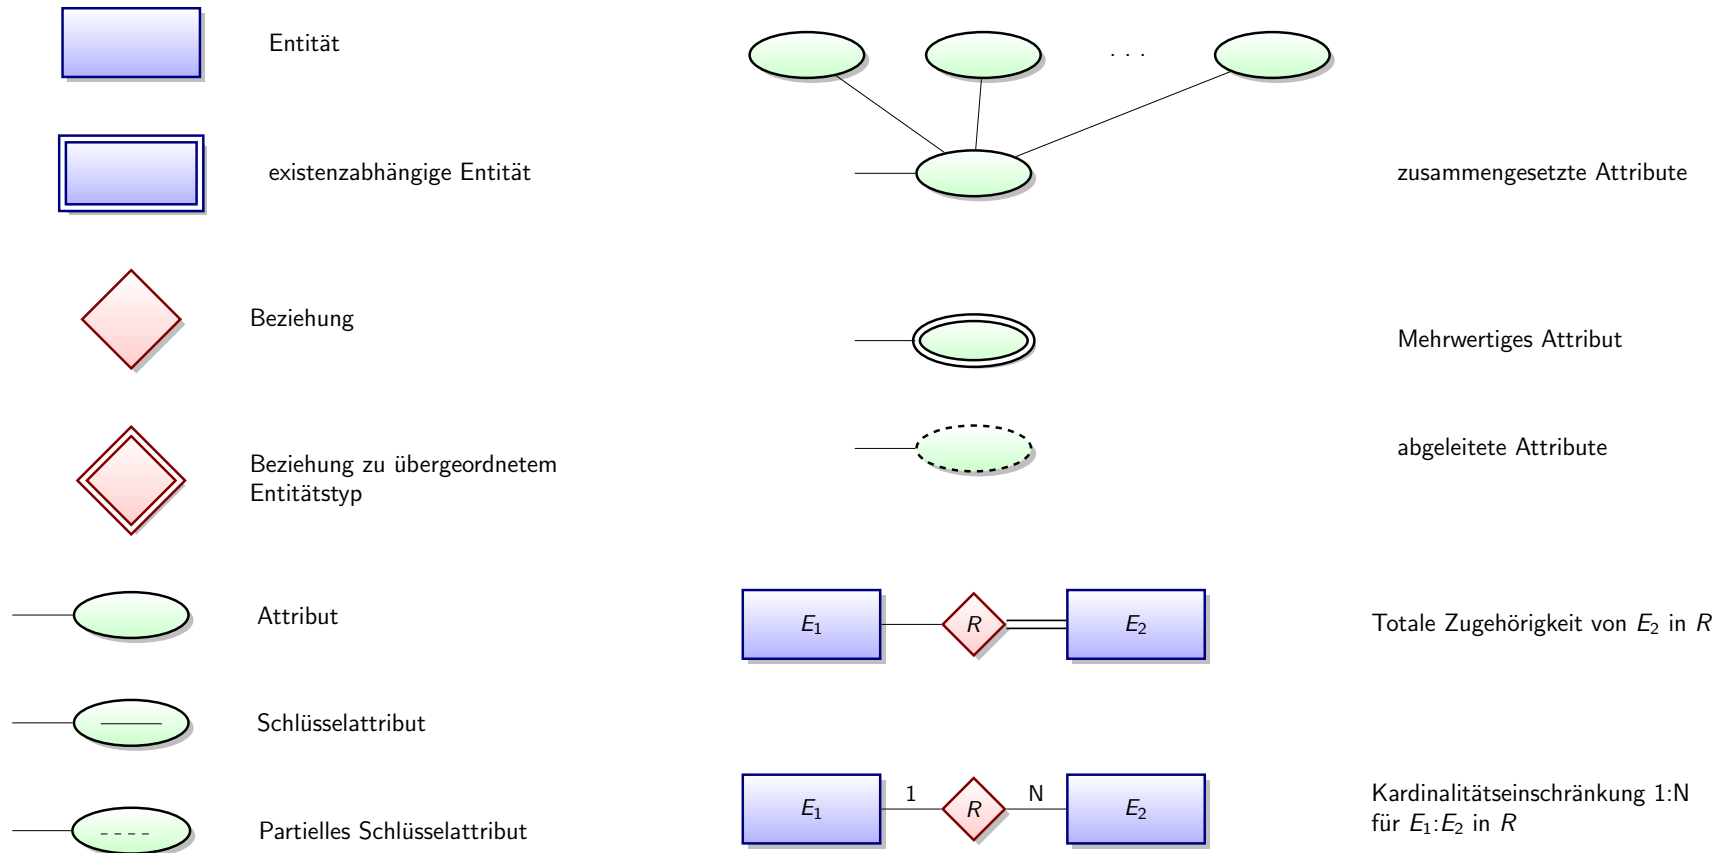 Entität
existenzabhängige Entität
Beziehung
Beziehung zu übergeordnetem
Entitätstyp
Attribut
Schlüsselattribut
Partielles Schlüsselattribut
. . .
zusammengesetzte Attribute
Mehrwertiges Attribut
abgeleitete Attribute
E₁ R E₂
Totale Zugehörigkeit von E₂ in R
E₁ 1 R N E₂
Kardinalitätseinschränkung 1:N
für E₁:E₂ in R